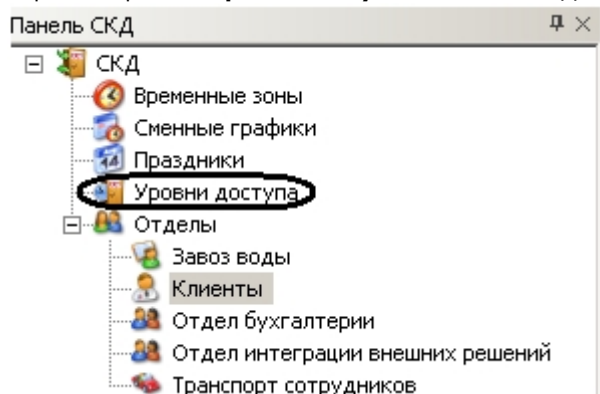 Панель СКД
СКД
Временные зоны
Сменные графики
14
Праздники
Уровни доступа
Отделы
Завоз воды
Клиенты
Отдел бухгалтерии
Отдел интеграции внешних решений
Транспорт сотрудников